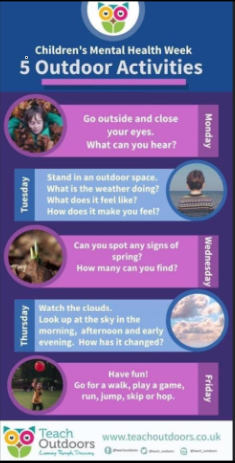 Children's Mental Health Week
5 Outdoor Activities
Go outside and close
your eyes.
What can you hear?
Monday
Tuesday
Stand in an outdoor space.
What is the weather doing?
What does it feel like?
How does it make you feel?
Can you spot any signs of
spring?
How many can you find?
Wednesday
Thursday
Watch the clouds.
Look up at the sky in the
morning, afternoon and early
evening. How has it changed?
Have fun!
Go for a walk, play a game,
run, jump, skip or hop.
Friday
Teach
Outdoors
Learning Through Discovery
www.teachoutdoors.co.uk